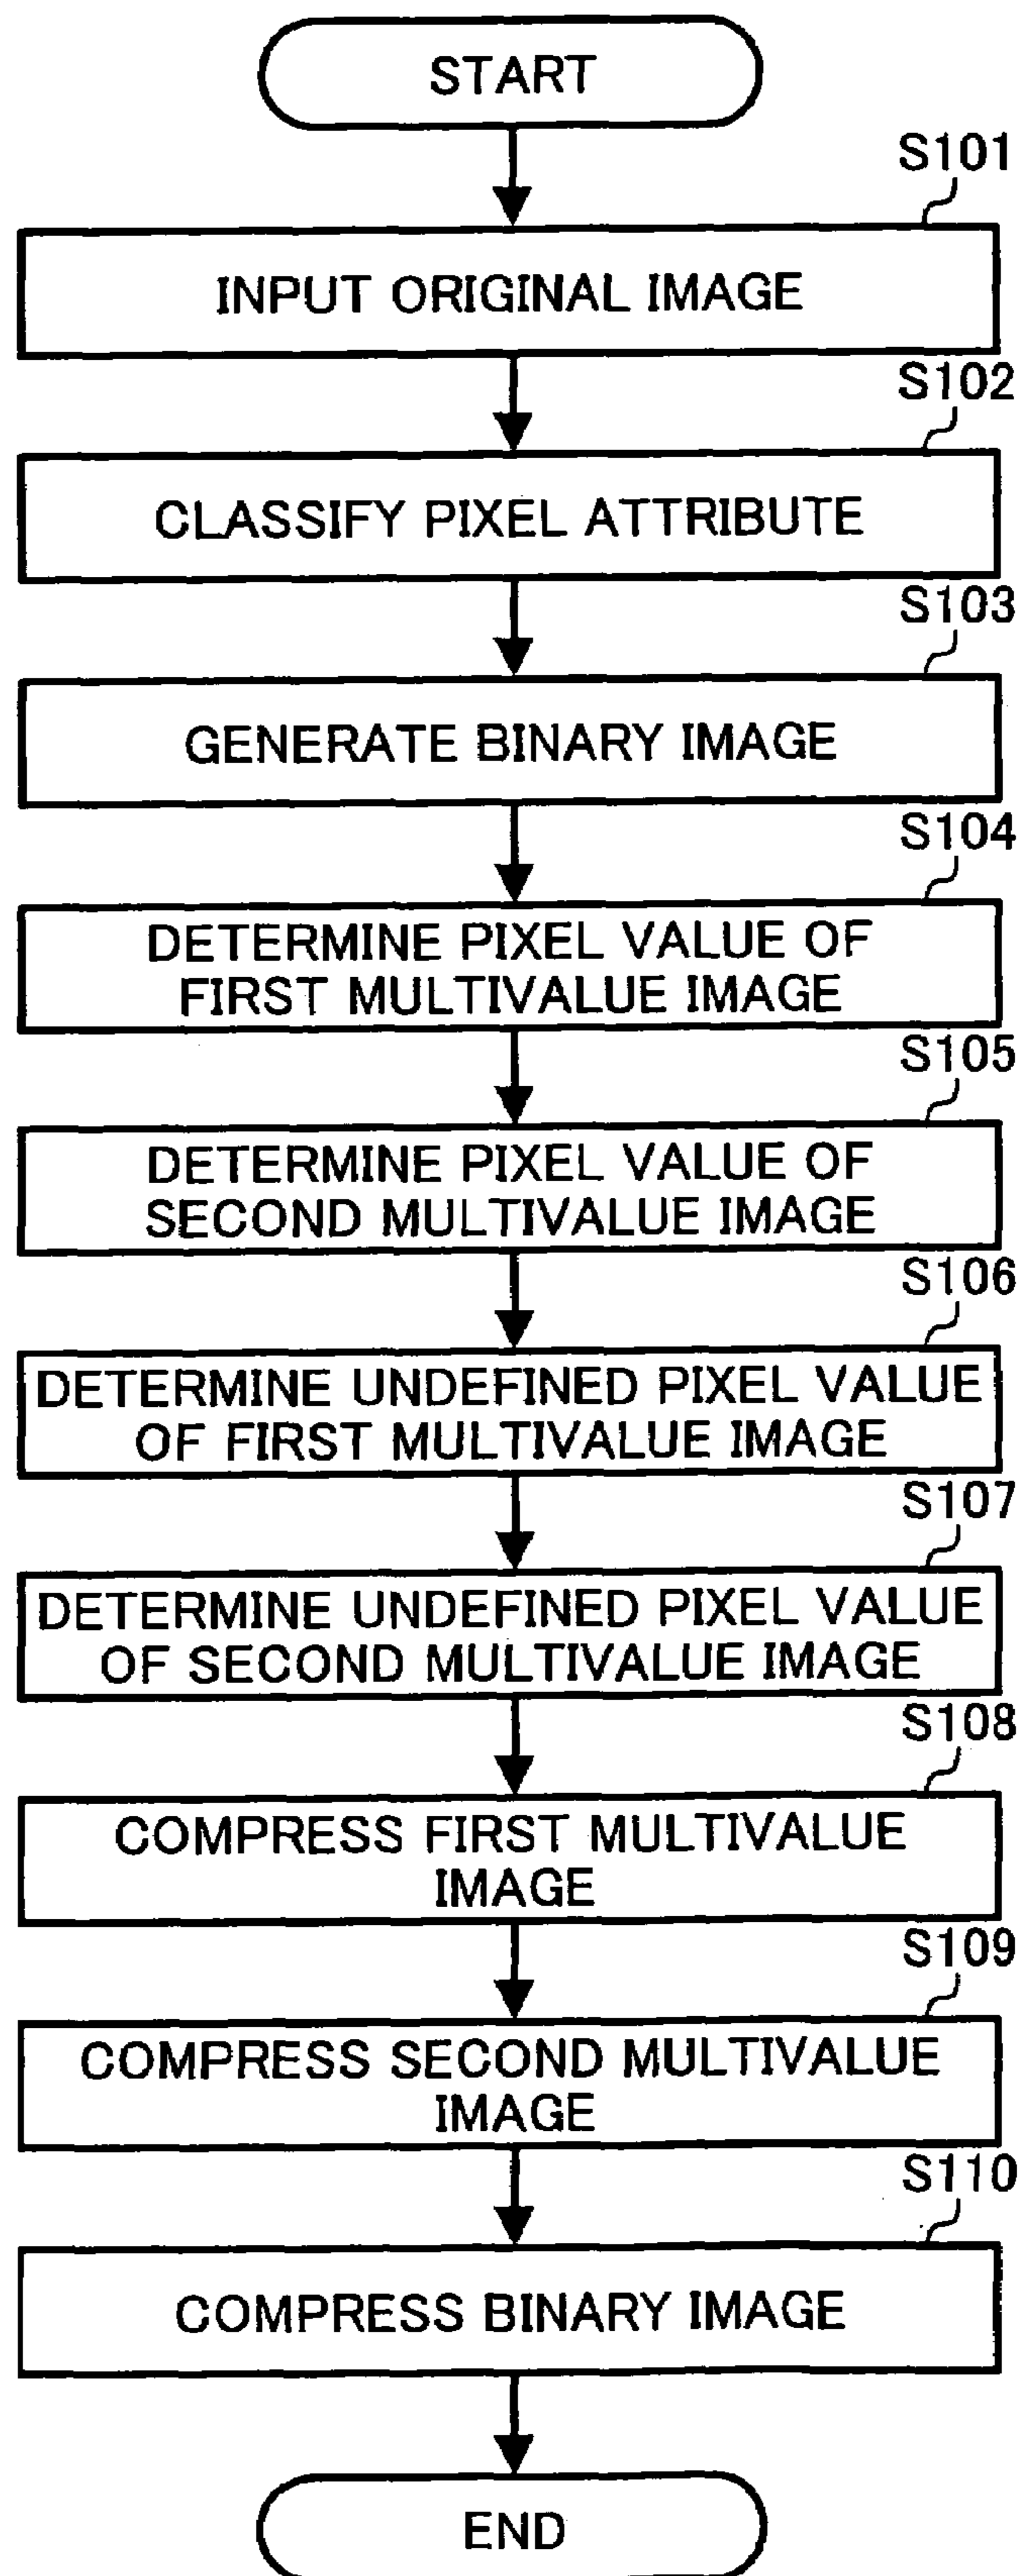 START
S101
INPUT ORIGINAL IMAGE
S102
CLASSIFY PIXEL ATTRIBUTE
S103
GENERATE BINARY IMAGE
S104
DETERMINE PIXEL VALUE OF
FIRST MULTIVALUE IMAGE
S105
DETERMINE PIXEL VALUE OF
SECOND MULTIVALUE IMAGE
S106
DETERMINE UNDEFINED PIXEL VALUE
OF FIRST MULTIVALUE IMAGE
S107
DETERMINE UNDEFINED PIXEL VALUE
OF SECOND MULTIVALUE IMAGE
S108
COMPRESS FIRST MULTIVALUE
IMAGE
S109
COMPRESS SECOND MULTIVALUE
IMAGE
S110
COMPRESS BINARY IMAGE
END